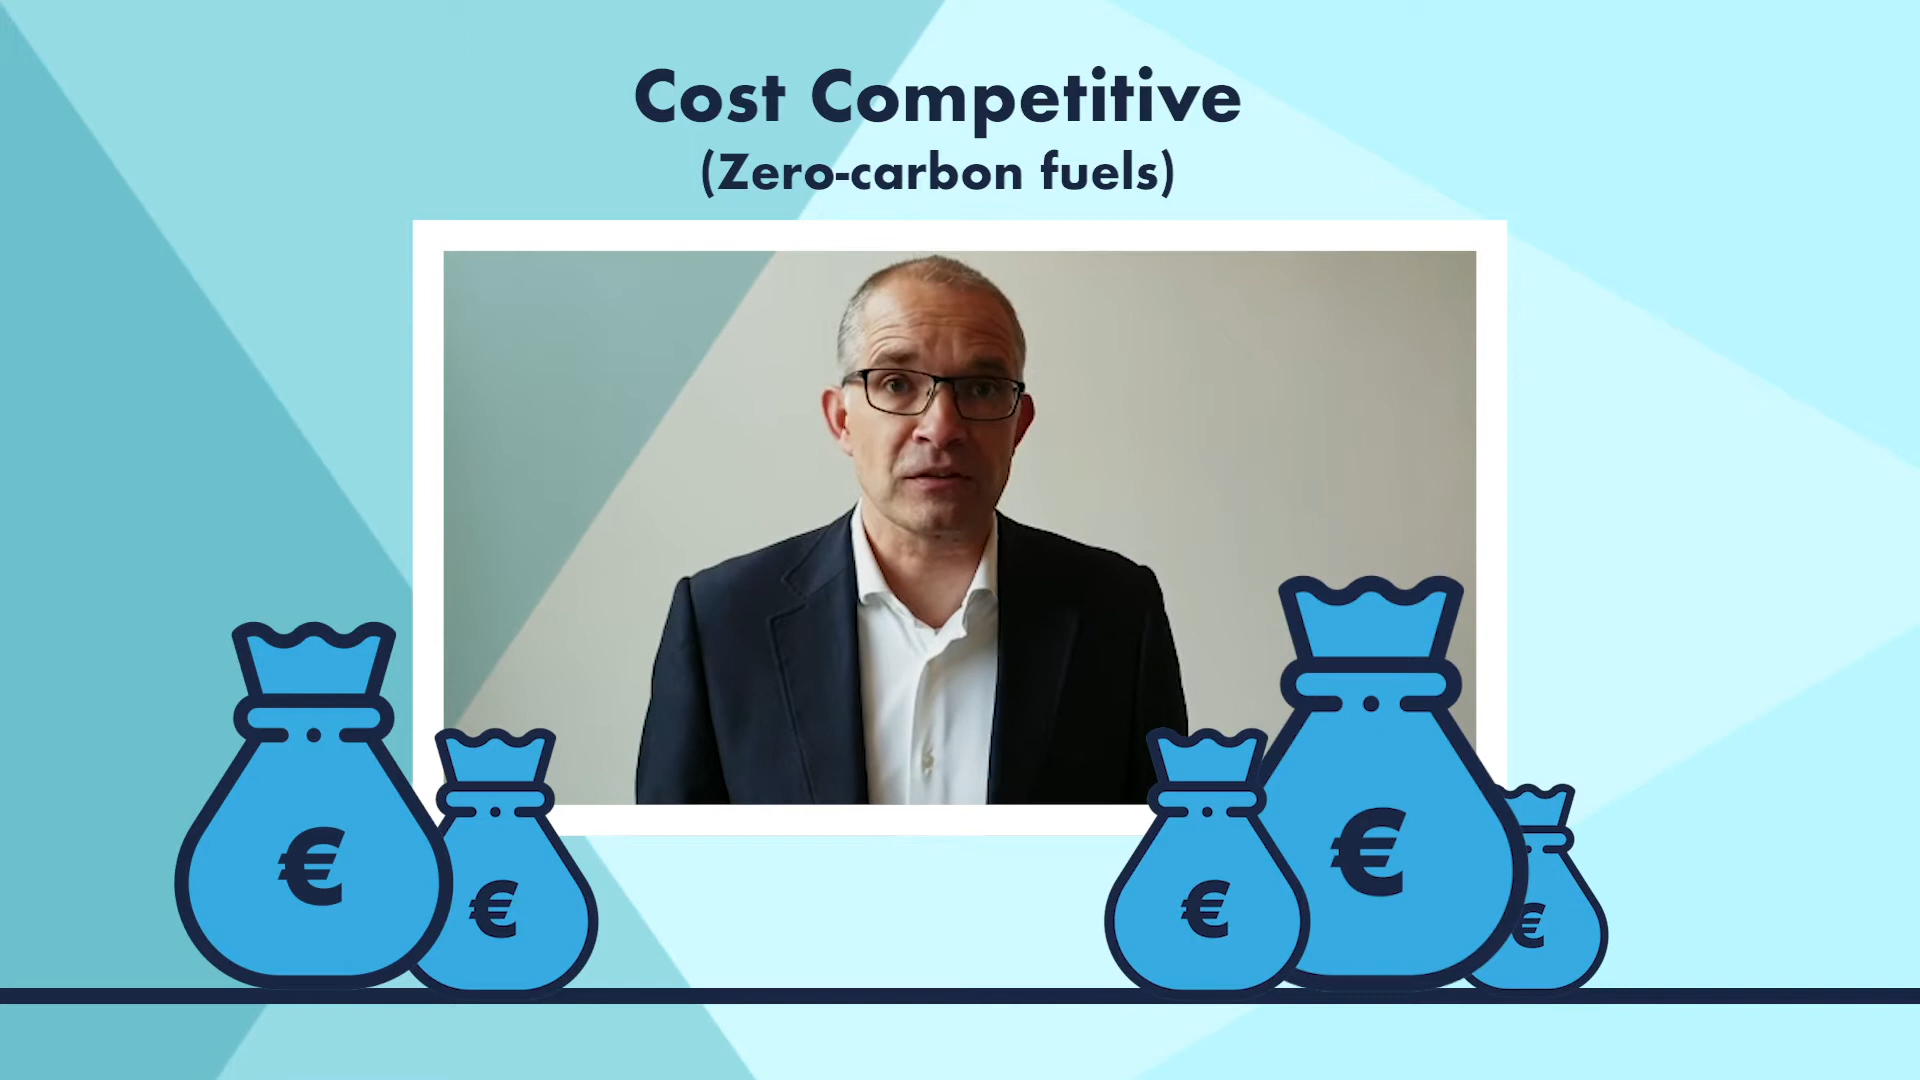 Cost Competitive
(Zero-carbon fuels)
€
€
€
€
€